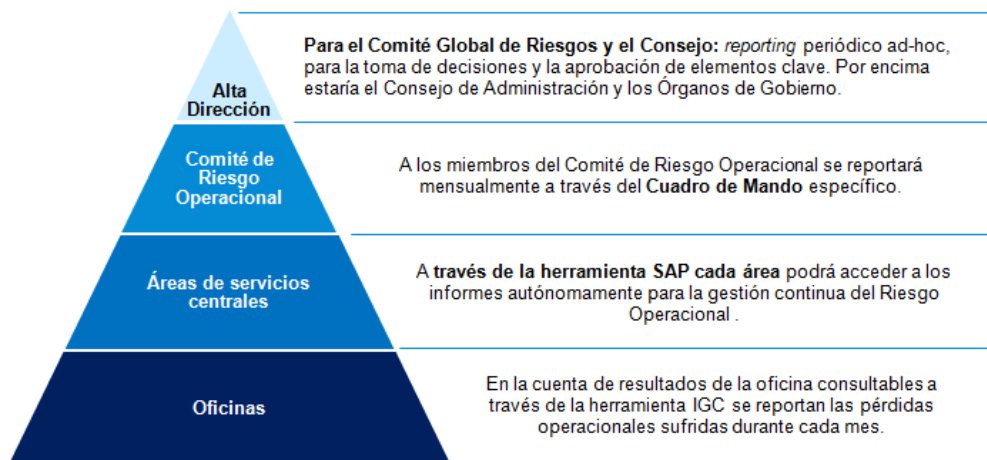 Alta
Dirección
Para el Comité Global de Riesgos y el Consejo: reporting periódico ad-hoc,
para la toma de decisiones y la aprobación de elementos clave. Por encima
estaría el Consejo de Administración y los Órganos de Gobierno.
Comité de
Riesgo
Operacional
A los miembros del Comité de Riesgo Operacional se reportará
mensualmente a través del Cuadro de Mando específico.
Áreas de servicios
centrales
A través de la herramienta SAP cada área podrá acceder a los
informes autónomamente para la gestión continua del Riesgo
Operacional .
Oficinas
En la cuenta de resultados de la oficina consultables a
través de la herramienta IGC se reportan las pérdidas
operacionales sufridas durante cada mes.